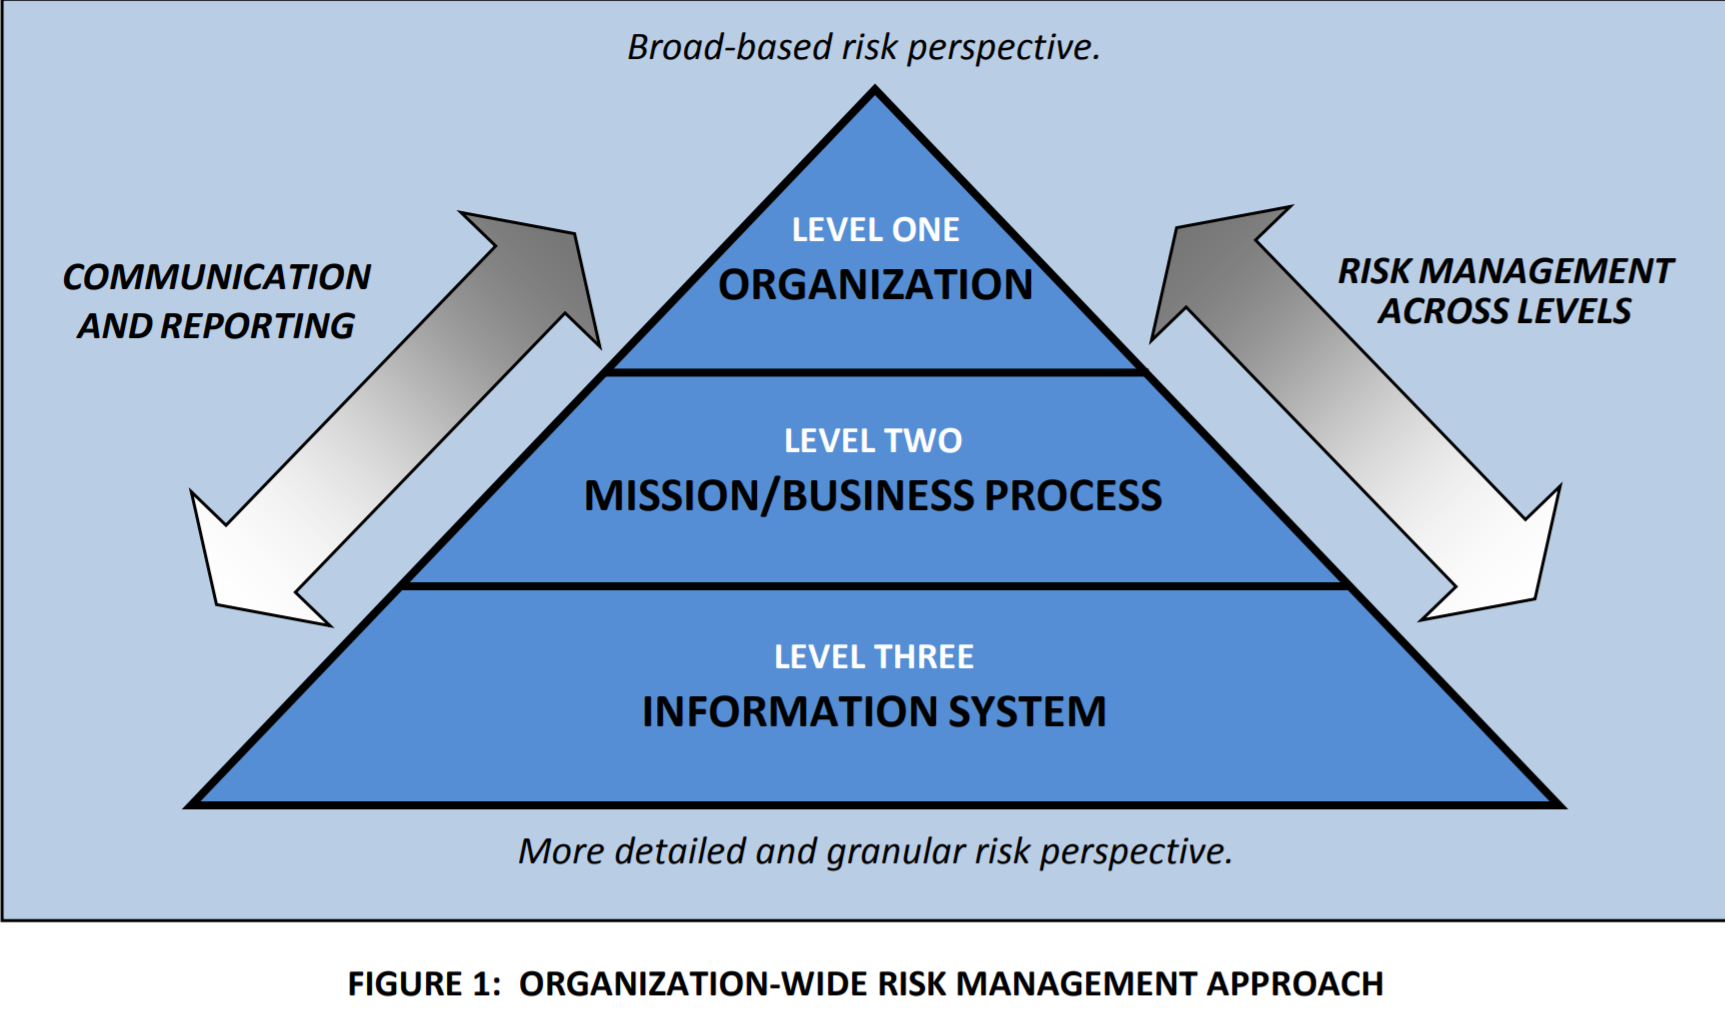 Broad-based risk perspective.
LEVEL ONE
ORGANIZATION
COMMUNICATION
AND REPORTING
RISK MANAGEMENT
ACROSS LEVELS
LEVEL TWO
MISSION/BUSINESS PROCESS
LEVEL THREE
INFORMATION SYSTEM
More detailed and granular risk perspective.
FIGURE 1: ORGANIZATION-WIDE RISK MANAGEMENT APPROACH